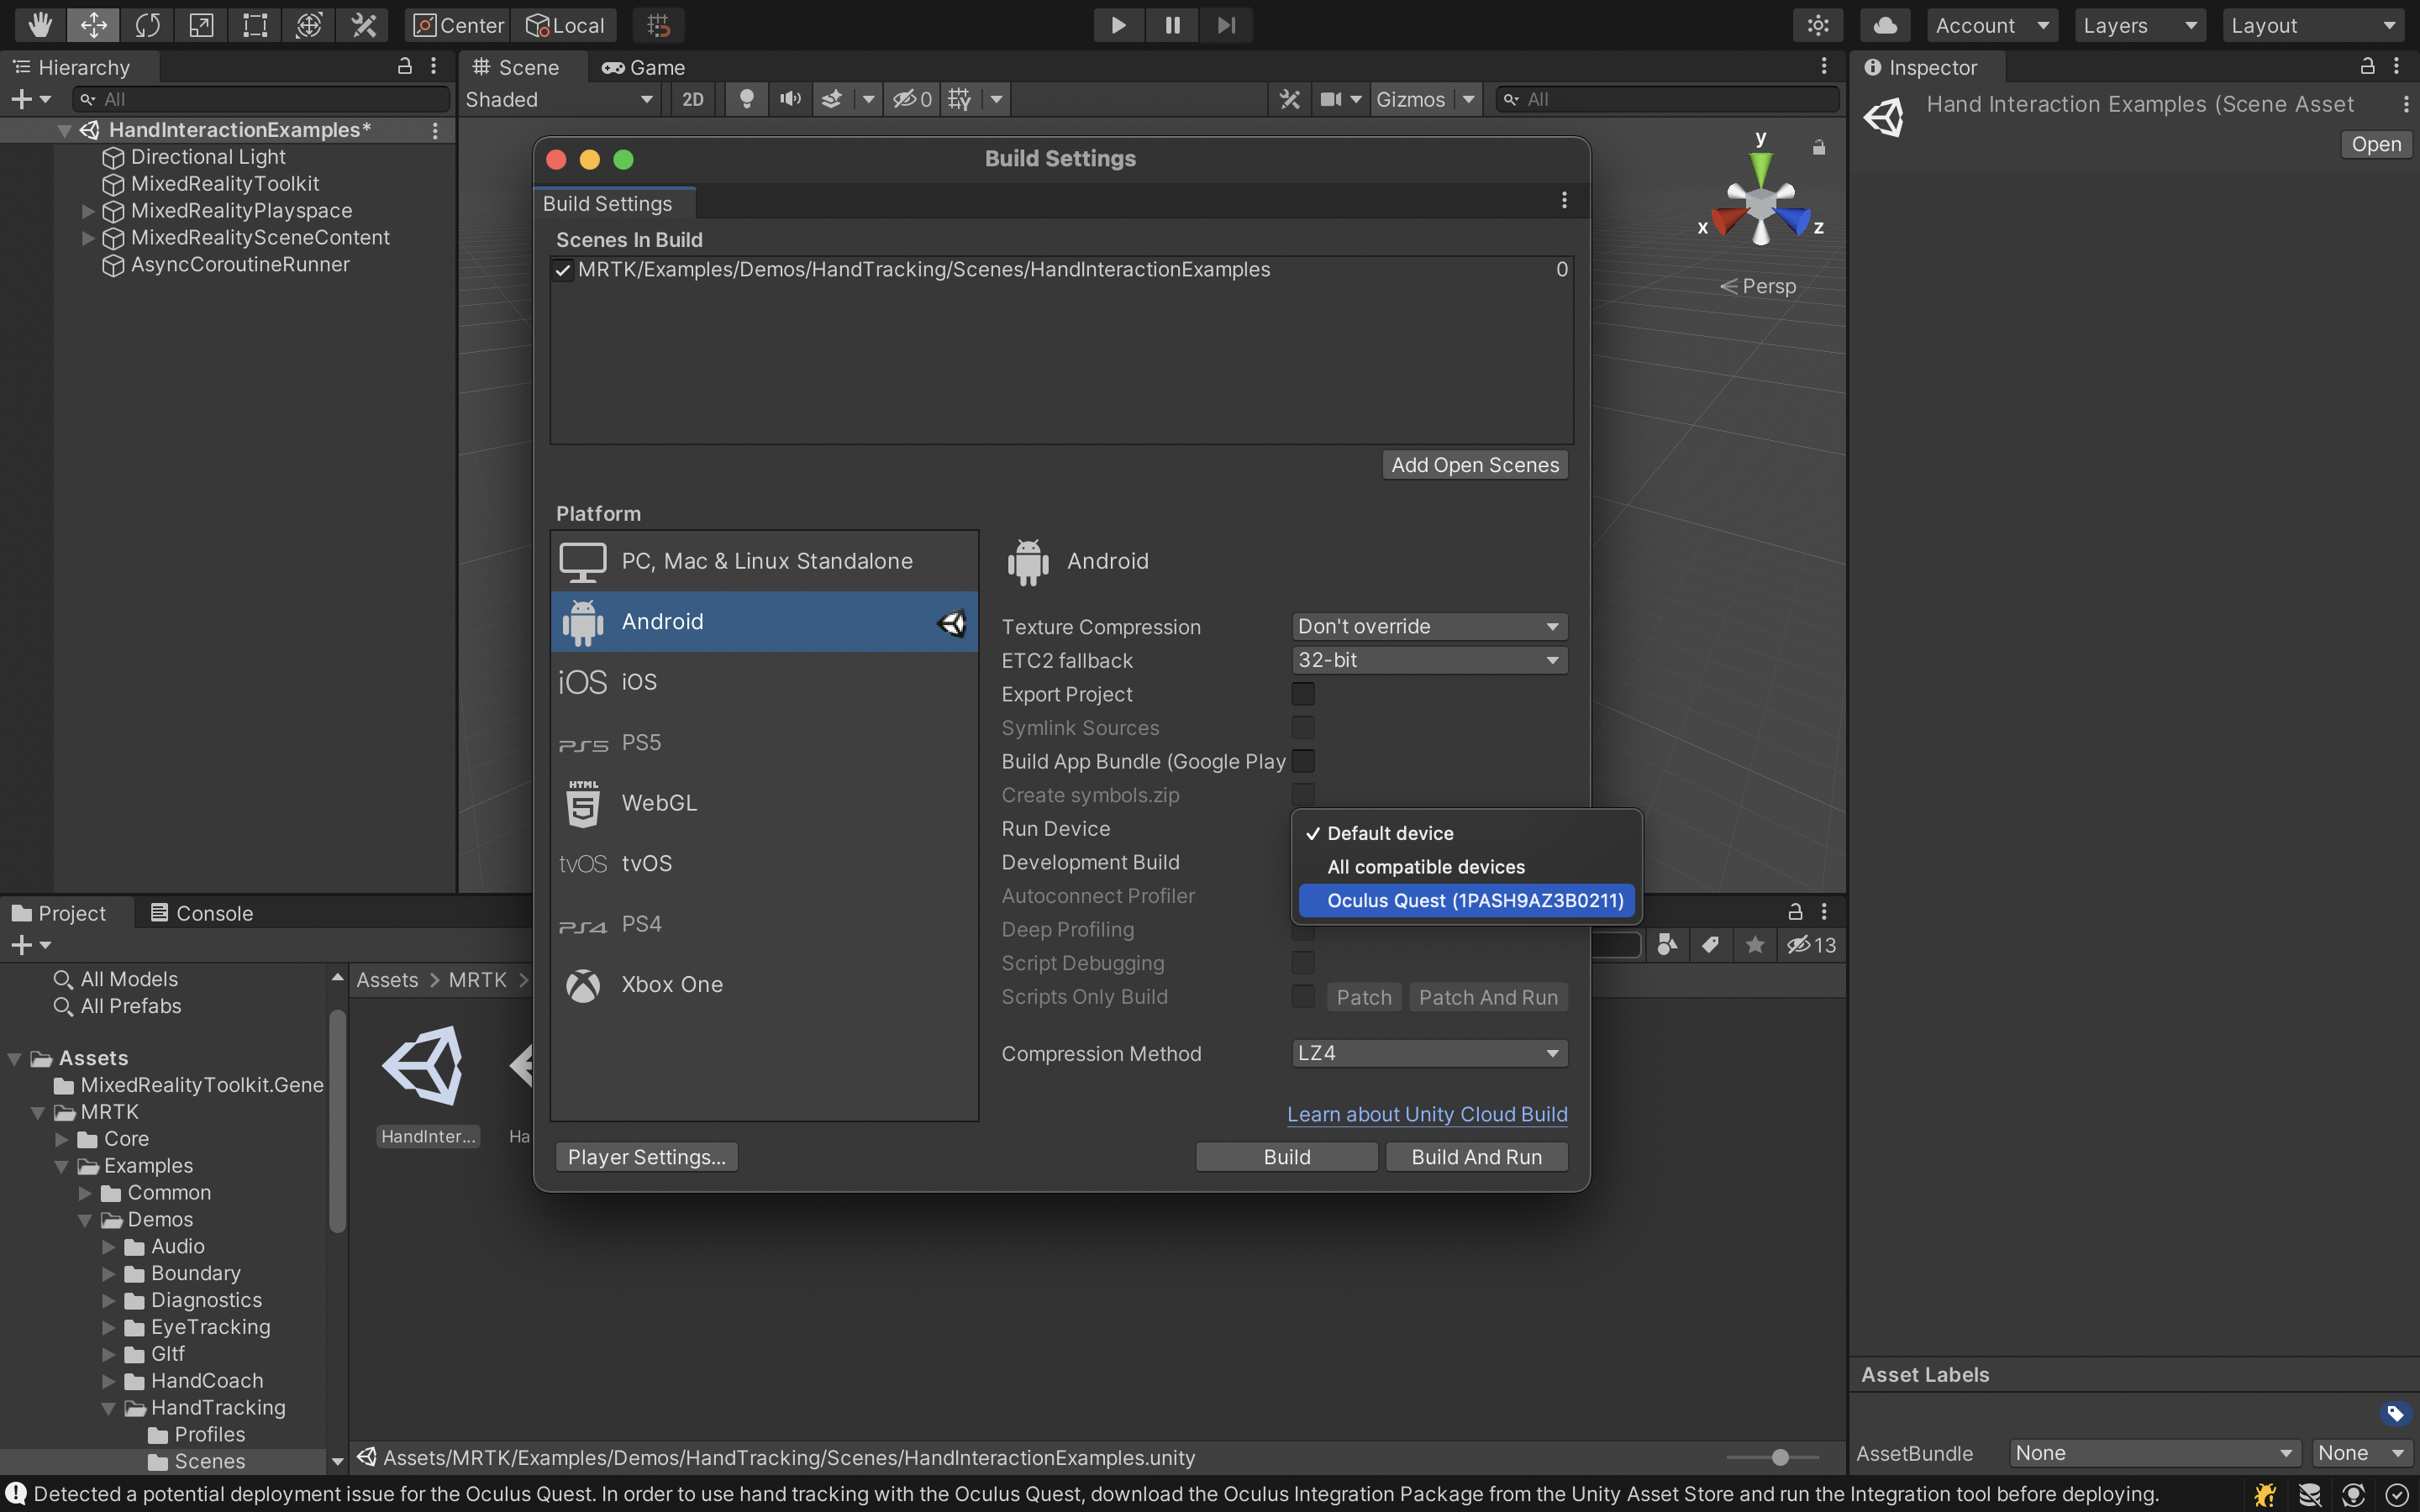 Center
Local
Account
Layers
Layout
Hierarchy
Scene
Game
Inspector
All
Shaded
2D
0
Gizmos
All
Hand Interaction Examples (Scene Asset
Open
HandInteractionExamples*
Directional Light
MixedRealityToolkit
MixedRealityPlayspace
MixedRealitySceneContent
AsyncCoroutineRunner
y
x
z
Persp
Build Settings
Build Settings
Scenes In Build
MRTK/Examples/Demos/HandTracking/Scenes/HandInteractionExamples 0
Add Open Scenes
Platform
PC, Mac & Linux Standalone
Android
iOS iOS
PS5 PS5
HTML 5 WebGL
tvOS tvOS
PS4 PS4
Xbox One
Android
Texture Compression Don't override
ETC2 fallback 32-bit
Export Project
Symlink Sources
Build App Bundle (Google Play
Create symbols.zip
Run Device
Development Build
Autoconnect Profiler
Deep Profiling
Script Debugging
Scripts Only Build Patch Patch And Run
Default device
All compatible devices
Oculus Quest (1PASH9AZ3B0211)
Compression Method LZ4
Learn about Unity Cloud Build
Player Settings...
Build
Build And Run
Project
Console
13
All Models
All Prefabs
Assets
MixedRealityToolkit.Gene
MRTK
Core
Examples
Common
Demos
Audio
Boundary
Diagnostics
EyeTracking
Gltf
HandCoach
HandTracking
Profiles
Scenes
Assets > MRTK >
HandInter...
Ha
Assets/MRTK/Examples/Demos/HandTracking/Scenes/HandInteractionExamples.unity
Asset Labels
AssetBundle None None
Detected a potential deployment issue for the Oculus Quest. In order to use hand tracking with the Oculus Quest, download the Oculus Integration Package from the Unity Asset Store and run the Integration tool before deploying.